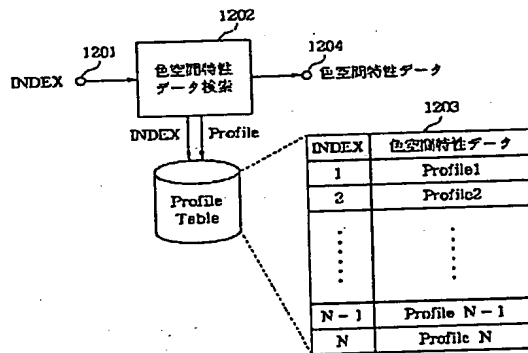 1202
1201
1204
INDEX
色空間特性
データ検索
色空間特性データ
INDEX
Profile
1203
Profile
Table
INDEX 色空間特性データ
1 Profile1
2 Profile2
N-1 Profile N-1
N Profile N